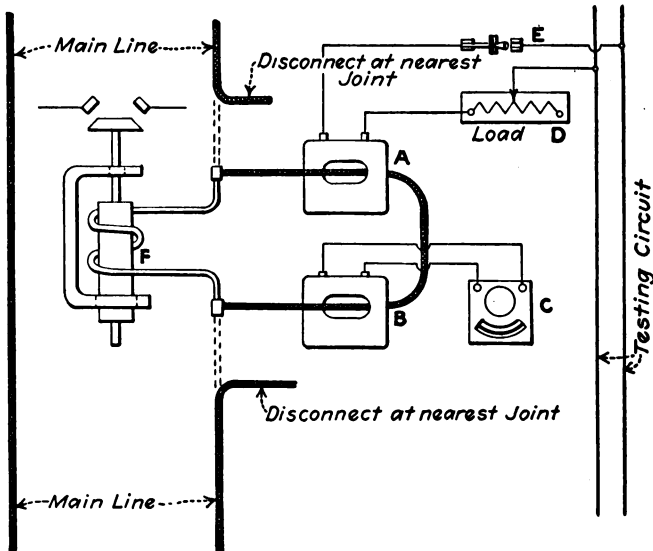 Main Line
Disconnect at nearest
Joint
E
Load
D
A
F
B
C
Testing Circuit
Disconnect at nearest Joint
Main Line